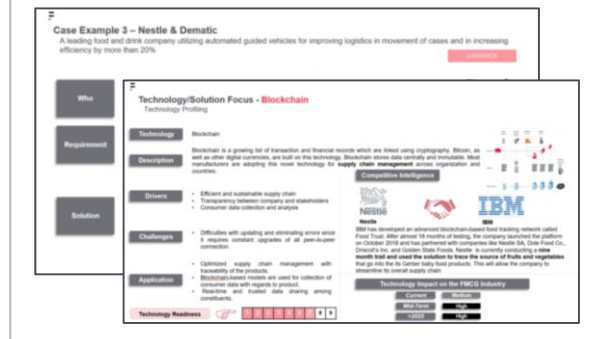 Case Example 3 – Nestle & Dematic
A leading food and drink company utilizing automated guided vehicles for improving logistics in movement of cases and in increasing
efficiency by more than 20%
Who
Requirement
Solution
Technology/Solution Focus - Blockchain
Technology Profiling
Technology
Blockchain
Description
Blockchain is a growing list of transaction and financial records which are linked using cryptography. Bitcoin, as
well as other digital currencies, are built on this technology. Blockchain stores data centrally and immutable. Most
manufacturers are adopting this novel technology for supply chain management across organization and
countries.
Drivers
• Efficient and sustainable supply chain
• Transparency between company and stakeholders
• Consumer data collection and analysis
Challenges
• Difficulties with updating and eliminating errors since
it requires constant upgrades of all peer-to-peer
connection.
Application
• Optimized supply chain management with
traceability of the products.
• Blockchain-based models are used for collection of
consumer data with regards to product.
• Real-time and trusted data sharing among
constituents.
Technology Readiness
1 2 3 4 5 6 7 8 9
Competitive Intelligence
Nestle
IBM
Nestle
IBM
IBM has developed an advanced blockchain-based food tracking network called
Food Trust. After almost 18 months of testing, the company launched the platform
on October 2018 and has partnered with companies like Nestle SA, Dole Food Co.,
Driscoll's Inc. and Golden State Foods. Nestle is currently conducting a nine
month trail and used the solution to trace the source of fruits and vegetables
that go into its Gerber baby food products. This will allow the company to
streamline its overall supply chain
Technology Impact on the FMCG Industry
Current
Medium
Mid-Term
High
>2025
High